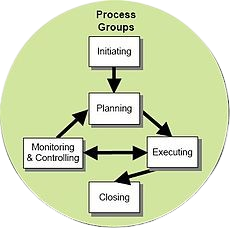 Process
Groups
Initiating
Planning
Monitoring
& Controlling
Executing
Closing